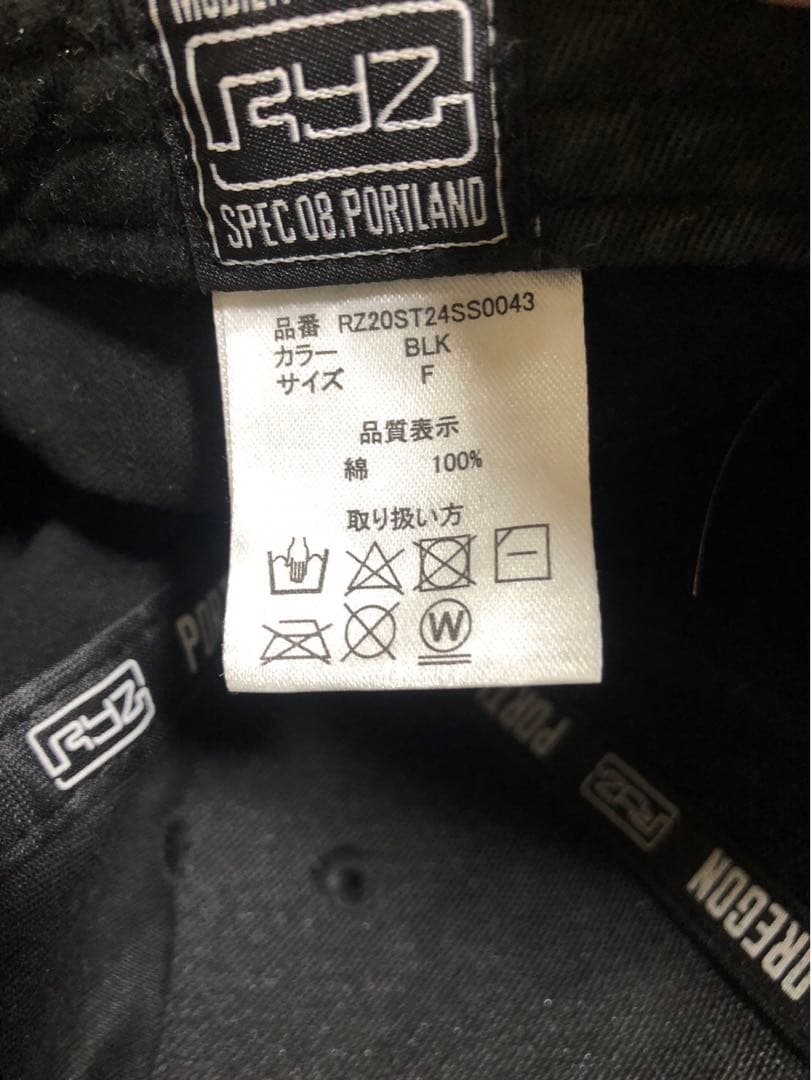 RYZ
SPEC 08.PORTLAND
品番 RZ20ST24SS0043
カラー BLK
サイズ F
品質表示
綿 100%
取り扱い方
W
RYZ
RYZ
OREGON